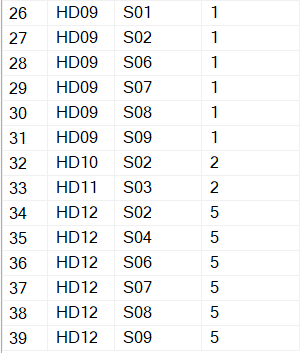 26 HD09 S01 1
27 HD09 S02 1
28 HD09 S06 1
29 HD09 S07 1
30 HD09 S08 1
31 HD09 S09 1
32 HD10 S02 2
33 HD11 S03 2
34 HD12 S02 5
35 HD12 S04 5
36 HD12 S06 5
37 HD12 S07 5
38 HD12 S08 5
39 HD12 S09 5